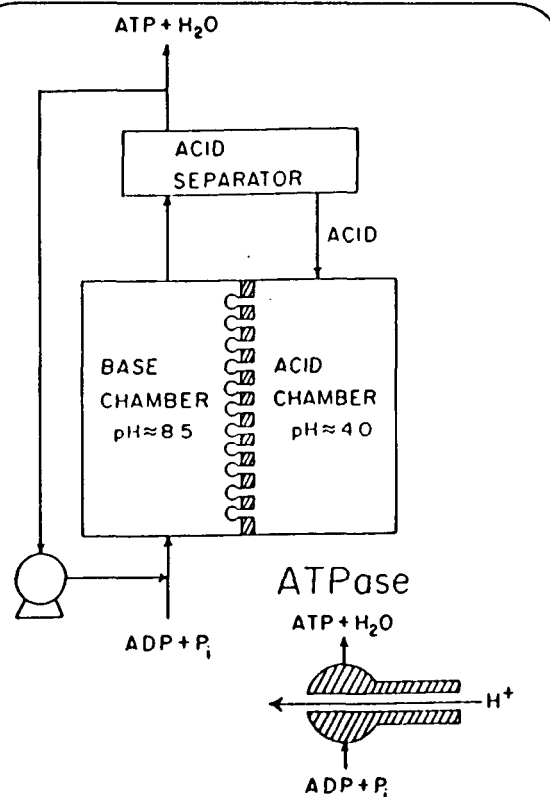 ATP + H₂O
ACID
SEPARATOR
ACID
BASE
CHAMBER
pH≈8 5
ACID
CHAMBER
pH≈4 0
ADP + Pᵢ
ATPase
ATP + H₂O
H⁺
ADP + Pᵢ